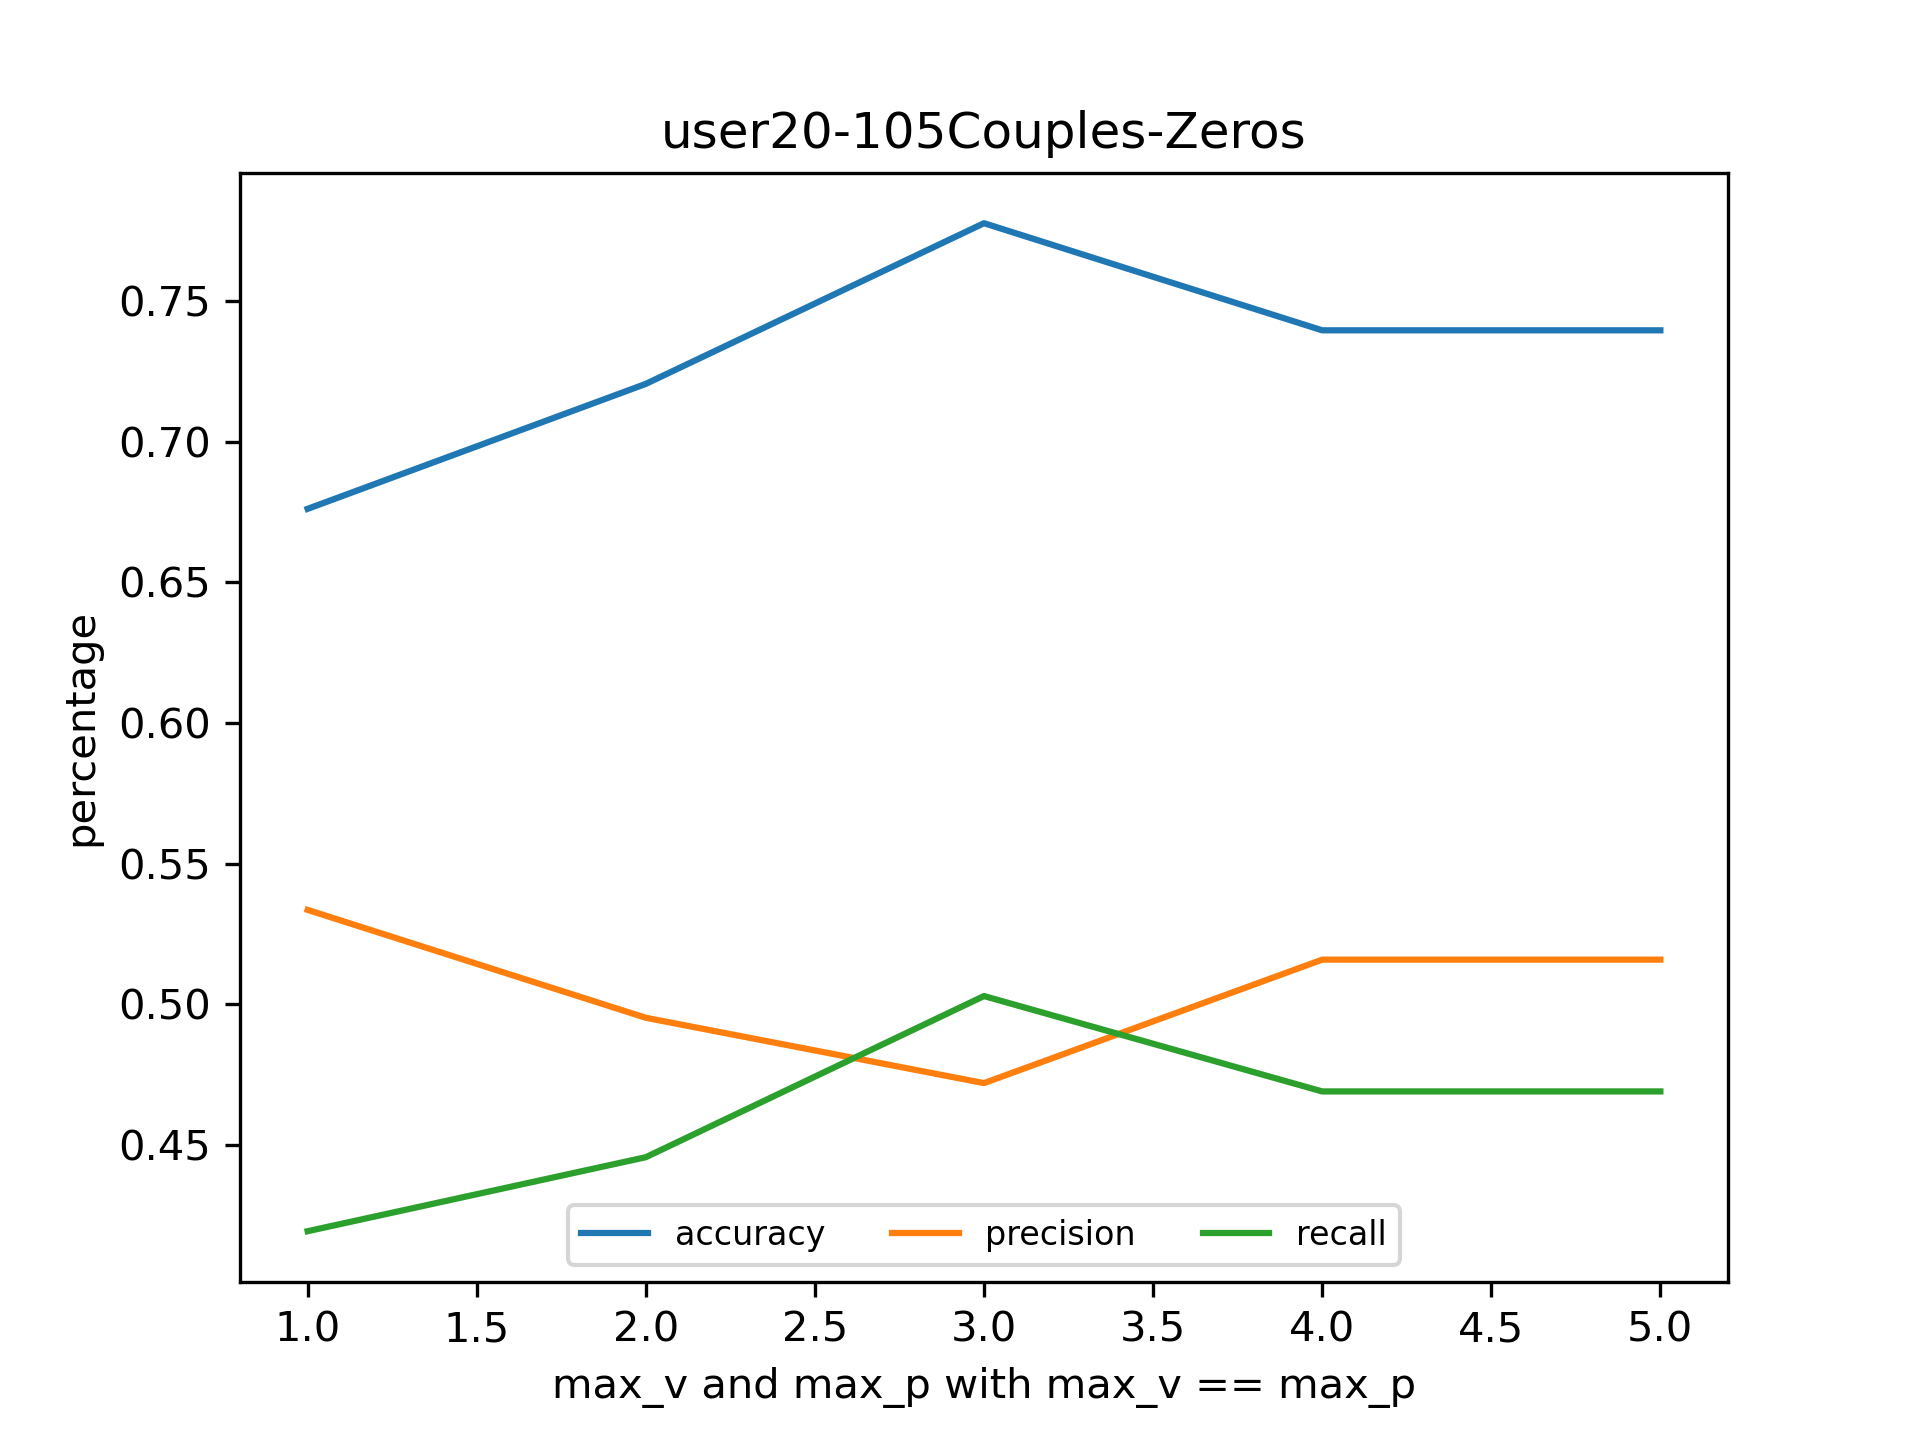 user20-105Couples-Zeros
percentage
0.75
0.70
0.65
0.60
0.55
0.50
0.45
accuracy precision recall
1.0 1.5 2.0 2.5 3.0 3.5 4.0 4.5 5.0
max_v and max_p with max_v == max_p